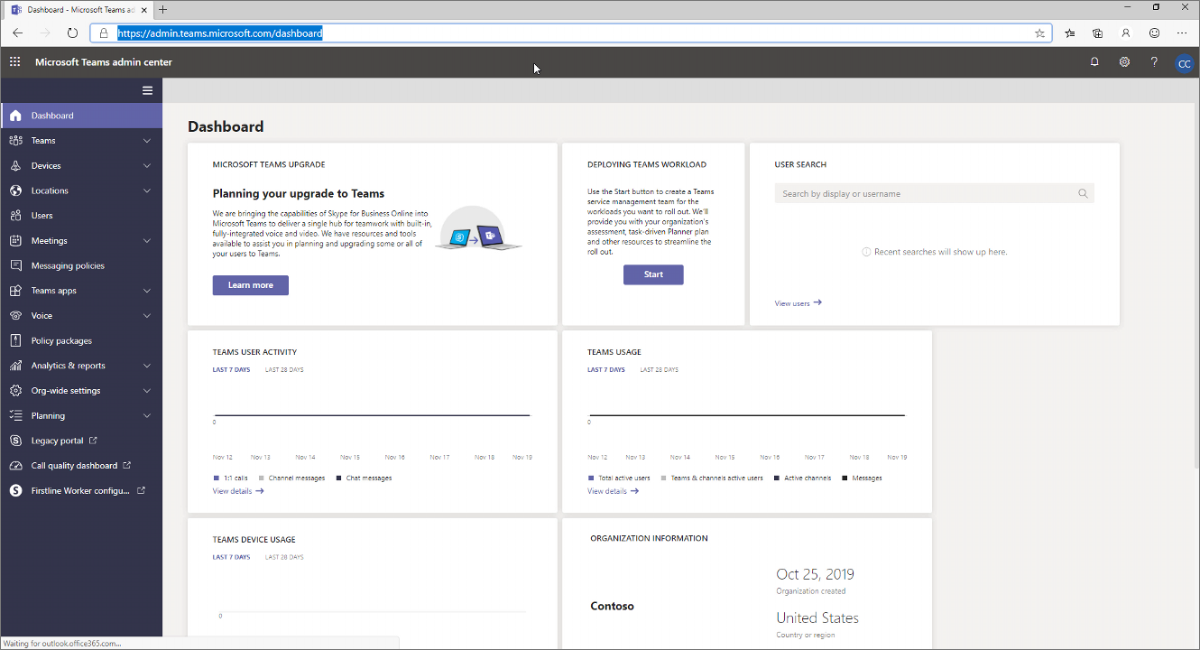 Dashboard - Microsoft Teams ad
https://admin.teams.microsoft.com/dashboard
Microsoft Teams admin center
CC
Dashboard
Teams
Devices
Locations
Users
Meetings
Messaging policies
Teams apps
Voice
Policy packages
Analytics & reports
Org-wide settings
Planning
Legacy portal
Call quality dashboard
Firstline Worker configu...
Waiting for outlook.office365.com...
Dashboard
MICROSOFT TEAMS UPGRADE
Planning your upgrade to Teams
We are bringing the capabilities of Skype for Business Online into
Microsoft Teams to deliver a single hub for teamwork with built-in,
fully-integrated voice and video. We have resources and tools
available to assist you in planning and upgrading some or all of
your users to Teams.
Learn more
DEPLOYING TEAMS WORKLOAD
Use the Start button to create a Teams
service management team for the
workloads you want to roll out. We'll
provide you with your organization's
assessment, task-driven Planner plan
and other resources to streamline the
roll out.
Start
USER SEARCH
Search by display or username
Recent searches will show up here.
View users
TEAMS USER ACTIVITY
LAST 7 DAYS LAST 28 DAYS
0
Nov 12 Nov 13 Nov 14 Nov 15 Nov 16 Nov 17 Nov 18 Nov 19
1:1 calls Channel messages Chat messages
View details
TEAMS USAGE
LAST 7 DAYS LAST 28 DAYS
0
Nov 12 Nov 13 Nov 14 Nov 15 Nov 16 Nov 17 Nov 18 Nov 19
Total active users Teams & channels active users Active channels Messages
View details
TEAMS DEVICE USAGE
LAST 7 DAYS LAST 28 DAYS
0
ORGANIZATION INFORMATION
Contoso
Oct 25, 2019
Organization created
United States
Country or region